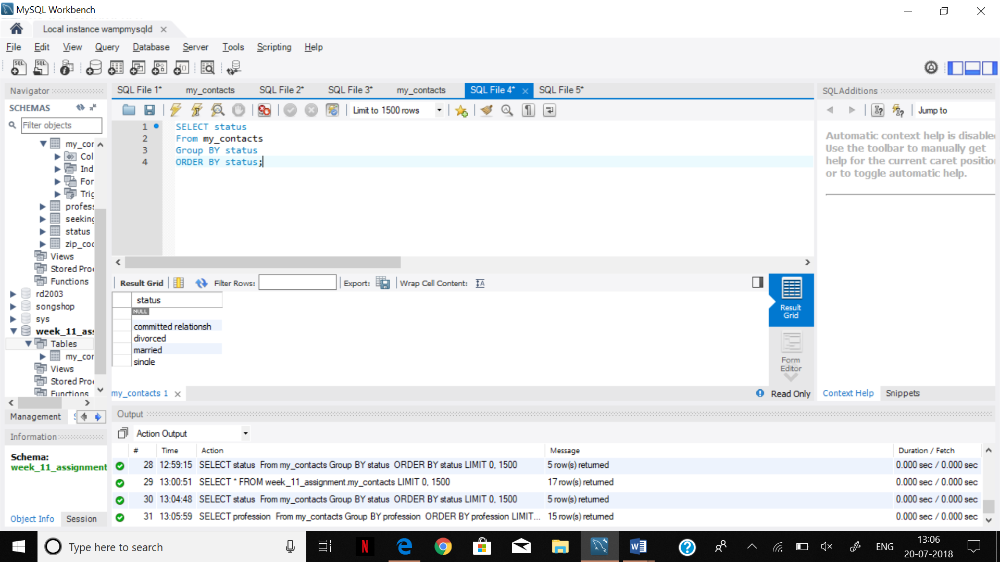 MySQL Workbench
Local instance wampmysqld
File Edit View Query Database Server Tools Scripting Help
Navigator
SCHEMAS
Filter objects
my_cor
Col
Ind
For
Trig
profes
seeking
status
zip_co
Views
Stored Pro
Functions
rd2003
songshop
sys
week_11_as
Tables
my_cor
Views
Stored Pro
Functions
Management
Information
Schema:
week_11_assignment
Object Info Session
SQL File 1* my_contacts SQL File 2* SQL File 3* my_contacts SQL File 4* SQL File 5*
Limit to 1500 rows
1 SELECT status
2 From my_contacts
3 Group BY status
4 ORDER BY status;
Result Grid Filter Rows: Export: Wrap Cell Content:
status
NULL
committed relationsh
divorced
married
single
Result
Grid
Form
Editor
my_contacts 1
Read Only
SQLAdditions
Jump to
Automatic context help is disable
Use the toolbar to manually get
help for the current caret position
or to toggle automatic help.
Context Help Snippets
Output
Action Output
# Time Action Message Duration / Fetch
28 12:59:15 SELECT status From my_contacts Group BY status ORDER BY status LIMIT 0, 1500 5 row(s) returned 0.000 sec / 0.000 sec
29 13:00:51 SELECT * FROM week_11_assignment.my_contacts LIMIT 0, 1500 17 row(s) returned 0.000 sec / 0.000 sec
30 13:04:48 SELECT status From my_contacts Group BY status ORDER BY status LIMIT 0, 1500 5 row(s) returned 0.000 sec / 0.000 sec
31 13:05:59 SELECT profession From my_contacts Group BY profession ORDER BY profession LIMIT... 15 row(s) returned 0.000 sec / 0.000 sec
Type here to search
ENG
13:06
20-07-2018